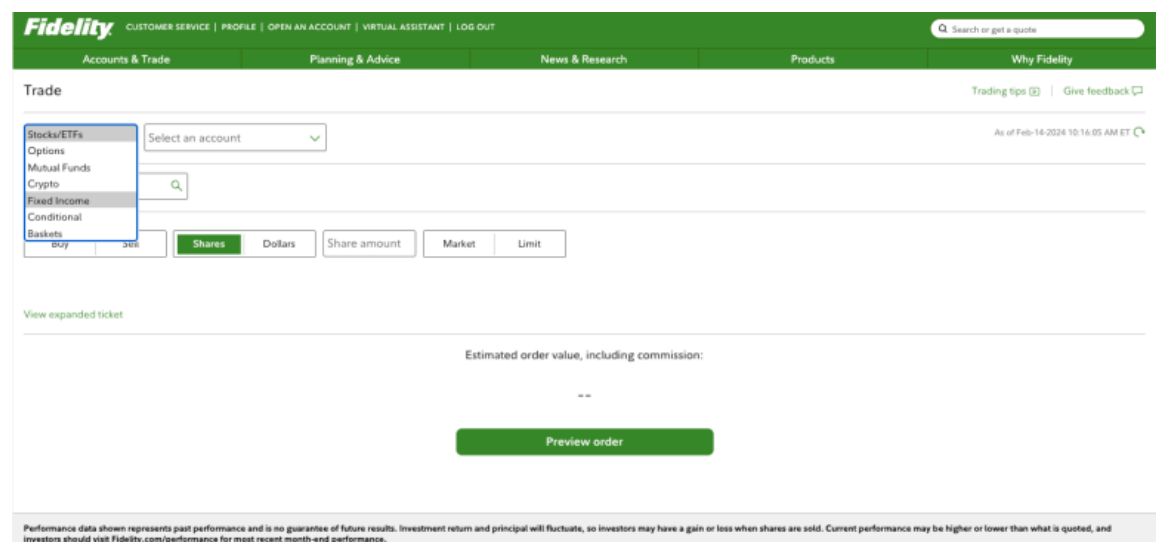 Fidelity CUSTOMER SERVICE | PROFILE | OPEN AN ACCOUNT | VIRTUAL ASSISTANT | LOG OUT Search or get a quote
Accounts & Trade Planning & Advice News & Research Products Why Fidelity
Trade Trading tips Give feedback
Stocks/ETFs Select an account As of Feb-14-2024 10:16:05 AM ET
Options
Mutual Funds
Crypto
Fixed Income
Conditional
Baskets
Buy Sell Shares Dollars Share amount Market Limit
View expanded ticket
Estimated order value, including commission:
--
Preview order
Performance data shown represents past performance and is no guarantee of future results. Investment return and principal will fluctuate, so investors may have a gain or loss when shares are sold. Current performance may be higher or lower than what is quoted, and
investors should visit Fidelity.com/performance for most recent month-end performance.